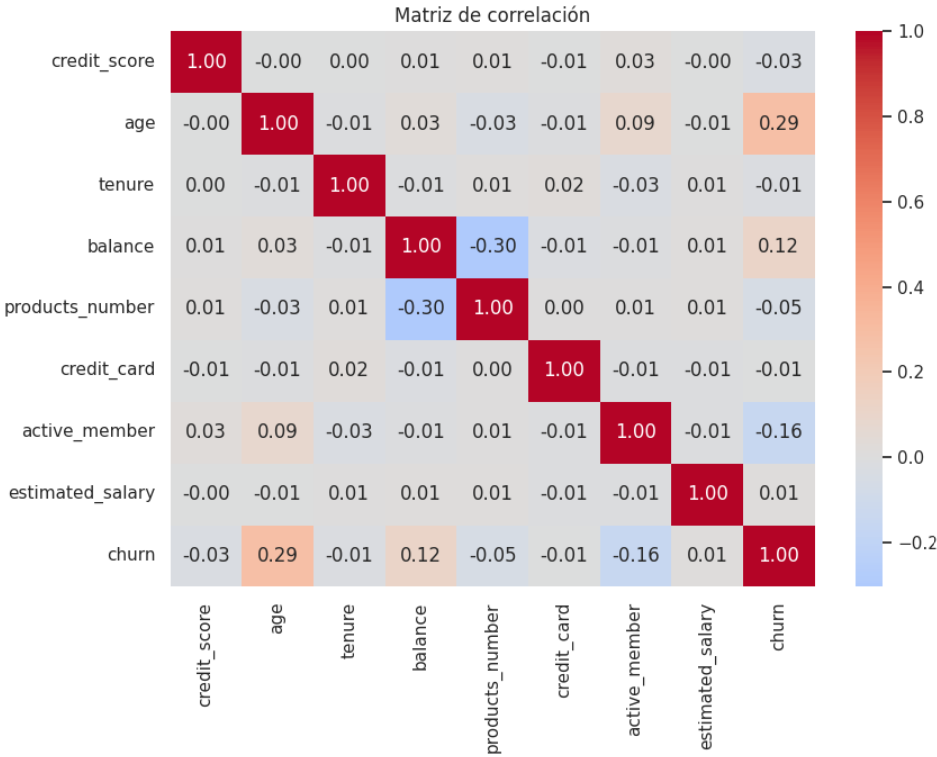 Matriz de correlación
credit_score 1.00 -0.00 0.00 0.01 0.01 -0.01 0.03 -0.00 -0.03
age -0.00 1.00 -0.01 0.03 -0.03 -0.01 0.09 -0.01 0.29
tenure 0.00 -0.01 1.00 -0.01 0.01 0.02 -0.03 0.01 -0.01
balance 0.01 0.03 -0.01 1.00 -0.30 -0.01 -0.01 0.01 0.12
products_number 0.01 -0.03 0.01 -0.30 1.00 0.00 0.01 0.01 -0.05
credit_card -0.01 -0.01 0.02 -0.01 0.00 1.00 -0.01 -0.01 -0.01
active_member 0.03 0.09 -0.03 -0.01 0.01 -0.01 1.00 -0.01 -0.16
estimated_salary -0.00 -0.01 0.01 0.01 0.01 -0.01 -0.01 1.00 0.01
churn -0.03 0.29 -0.01 0.12 -0.05 -0.01 -0.16 0.01 1.00
credit_score age tenure balance products_number credit_card active_member estimated_salary churn
1.0
0.8
0.6
0.4
0.2
0.0
−0.2